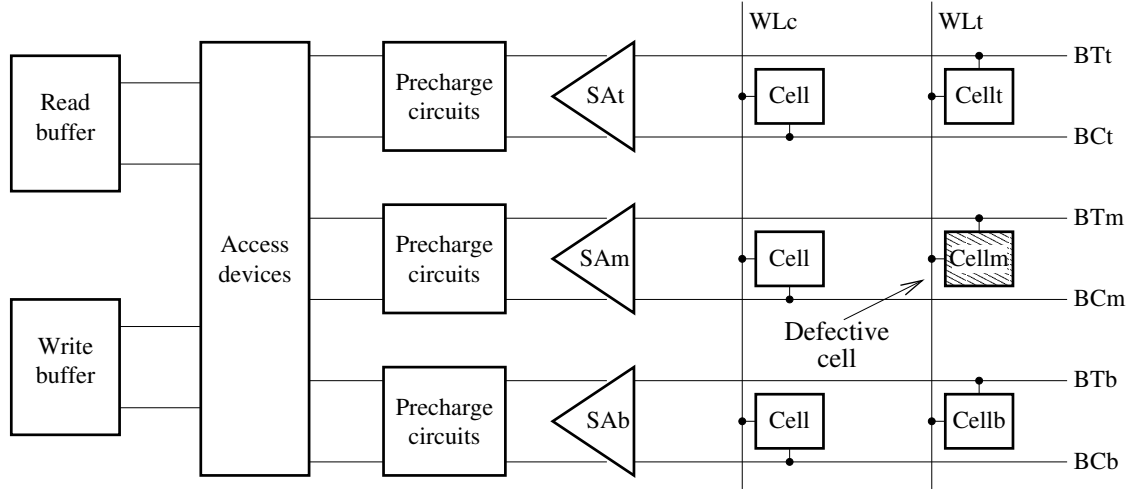 WLc
WLt
BTt
Read
buffer
Precharge
circuits
SAt
Cell
Cellt
BCt
BTm
Access
devices
Precharge
circuits
SAm
Cell
Cellm
BCm
Defective
cell
Write
buffer
BTb
Precharge
circuits
SAb
Cell
Cellb
BCb